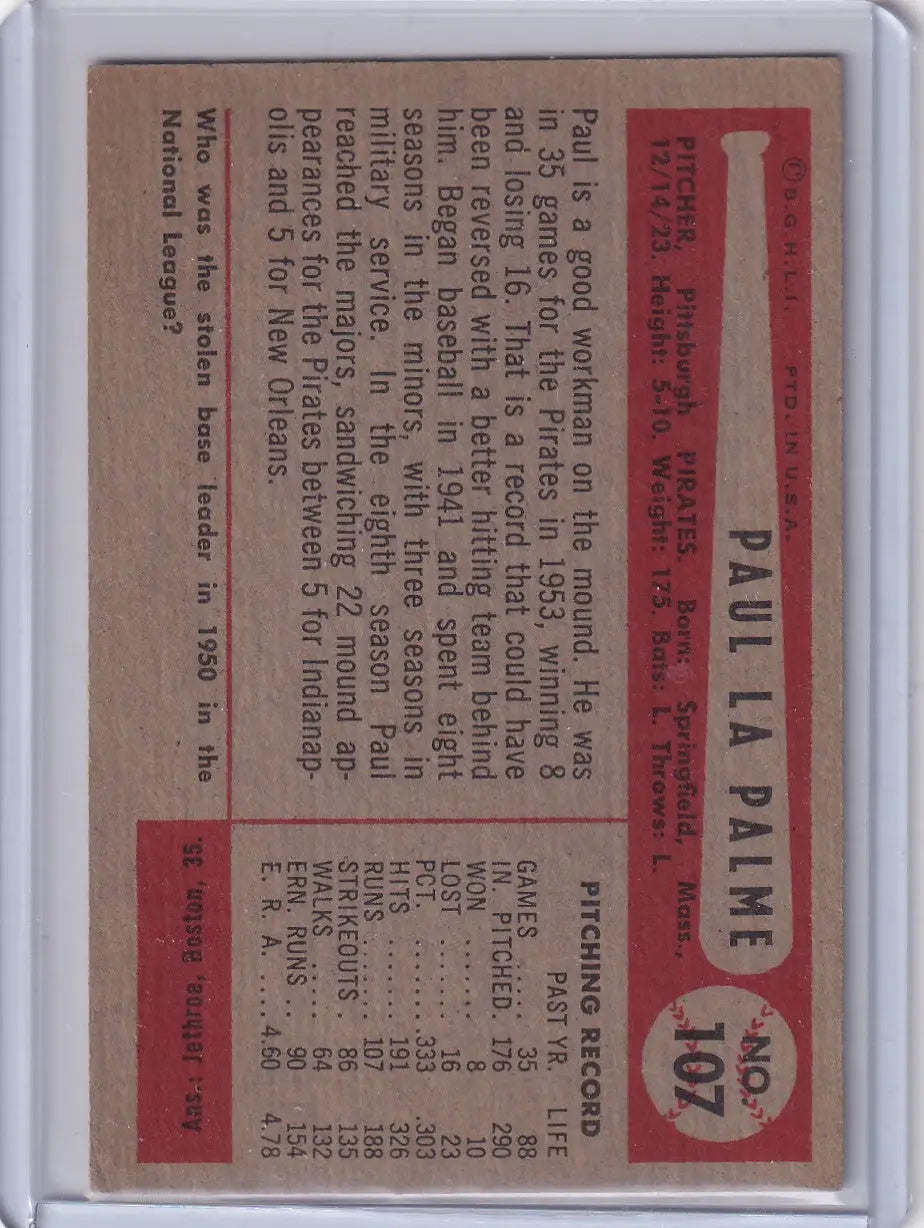 © B.G.H.L.I. PTD. IN U.S.A.
PAUL LA PALME
NO.
107
PITCHER, Pittsburgh PIRATES. Born: Springfield, Mass.,
12/14/23. Height: 5-10. Weight: 175. Bats: L. Throws: L.
Paul is a good workman on the mound. He was
in 35 games for the Pirates in 1953, winning 8
and losing 16. That is a record that could have
been reversed with a better hitting team behind
him. Began baseball in 1941 and spent eight
seasons in the minors, with three seasons in
military service. In the eighth season Paul
reached the majors, sandwiching 22 mound ap-
pearances for the Pirates between 5 for Indianap-
olis and 5 for New Orleans.
PITCHING RECORD
PAST YR. LIFE
GAMES ..... 35 88
IN. PITCHED. 176 290
WON ...... 8 10
LOST ...... 16 23
PCT. ...... .333 .303
HITS ...... 191 326
RUNS ...... 107 188
STRIKEOUTS . 86 135
WALKS ..... 64 132
ERN. RUNS .. 90 154
E. R. A. .... 4.60 4.78
Who was the stolen base leader in 1950 in the
National League?
Ans: Jethroe, Boston, 35.